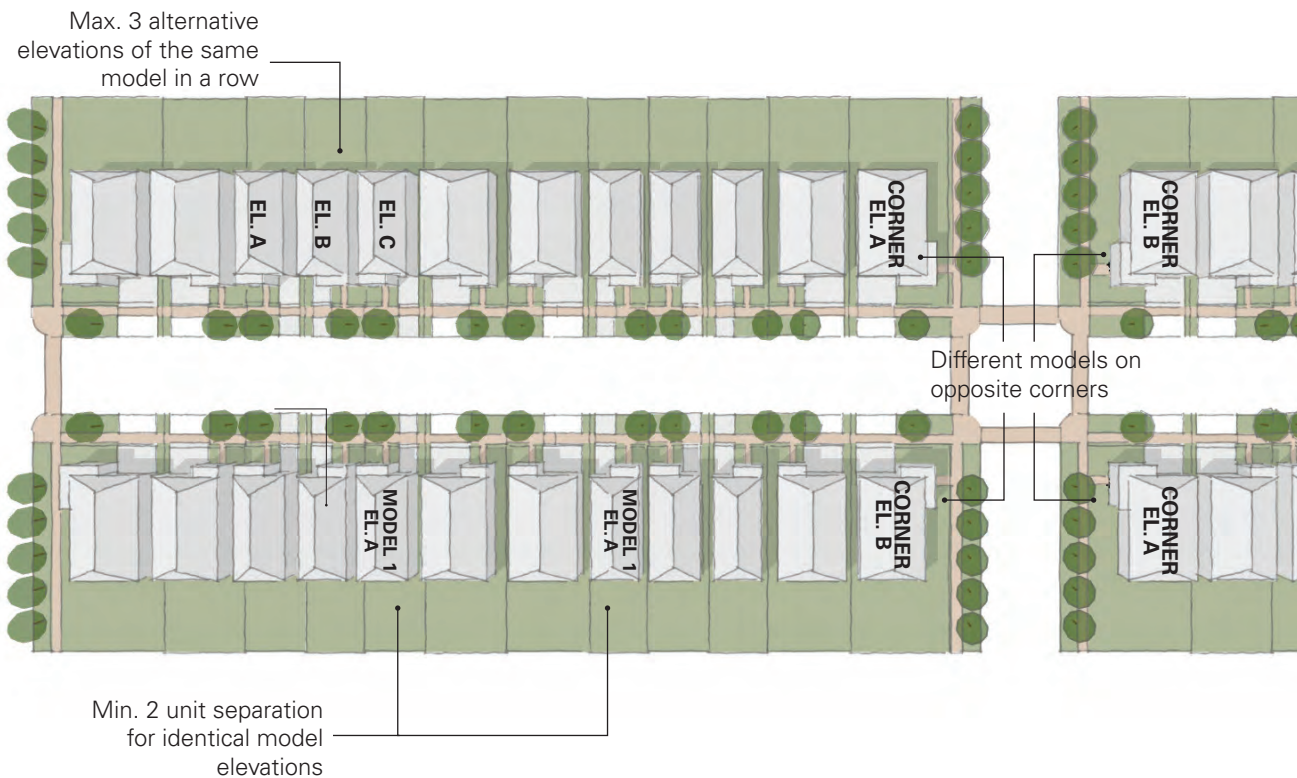 Max. 3 alternative
elevations of the same
model in a row
EL. A
EL. B
EL. C
CORNER
EL. A
CORNER
EL. B
Different models on
opposite corners
MODEL 1
EL. A
MODEL 1
EL. A
CORNER
EL. B
CORNER
EL. A
Min. 2 unit separation
for identical model
elevations